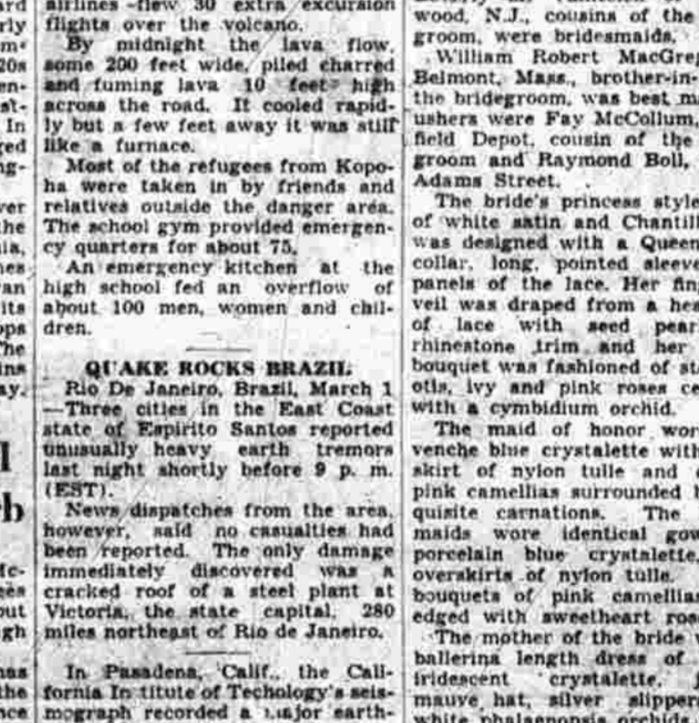 airlines flew 30 extra excursion
flights over the volcano.
By midnight the lava flow,
some 200 feet wide, piled charred
and fuming lava 10 feet high
across the road. It cooled rapid-
ly but a few feet away it was still
like a furnace.
Most of the refugees from Kopo-
ha were taken in by friends and
relatives outside the danger area.
The school gym provided emergen-
cy quarters for about 75.
An emergency kitchen at the
high school fed an overflow of
about 100 men, women and chil-
dren.
QUAKE ROCKS BRAZIL
Rio De Janeiro, Brazil, March 1
—Three cities in the East Coast
state of Espirito Santos reported
unusually heavy earth tremors
last night shortly before 9 p. m.
(EST).
News dispatches from the area,
however, said no casualties had
been reported. The only damage
immediately discovered was a
cracked roof of a steel plant at
Victoria, the state capital, 280
miles northeast of Rio de Janeiro.
In Pasadena, Calif., the Cali-
fornia In titute of Techology's seis-
mograph recorded a major earth-
wood, N.J., cousins of the
groom, were bridesmaids.
William Robert MacGre
Belmont, Mass., brother-in
the bridegroom, was best m
ushers were Fay McCollum,
field Depot, cousin of the
groom and Raymond Boll,
Adams Street.
The bride's princess style
of white satin and Chantil
was designed with a Queen
collar, long, pointed sleeve
panels of the lace. Her fin
veil was draped from a he
of lace with seed pear
rhinestone trim and her
bouquet was fashioned of st
otis, ivy and pink roses c
with a cymbidium orchid.
The maid of honor wor
venche blue crystalette with
skirt of nylon tulle and
pink camellias surrounded
quisite carnations. The
maids wore identical gow
porcelain blue crystalette,
overskirts of nylon tulle.
bouquets of pink camellias
edged with sweetheart rose
The mother of the bride
ballerina length dress of
iridescent crystalette,
mauve hat, silver slipper
white phalaenopsis orchid